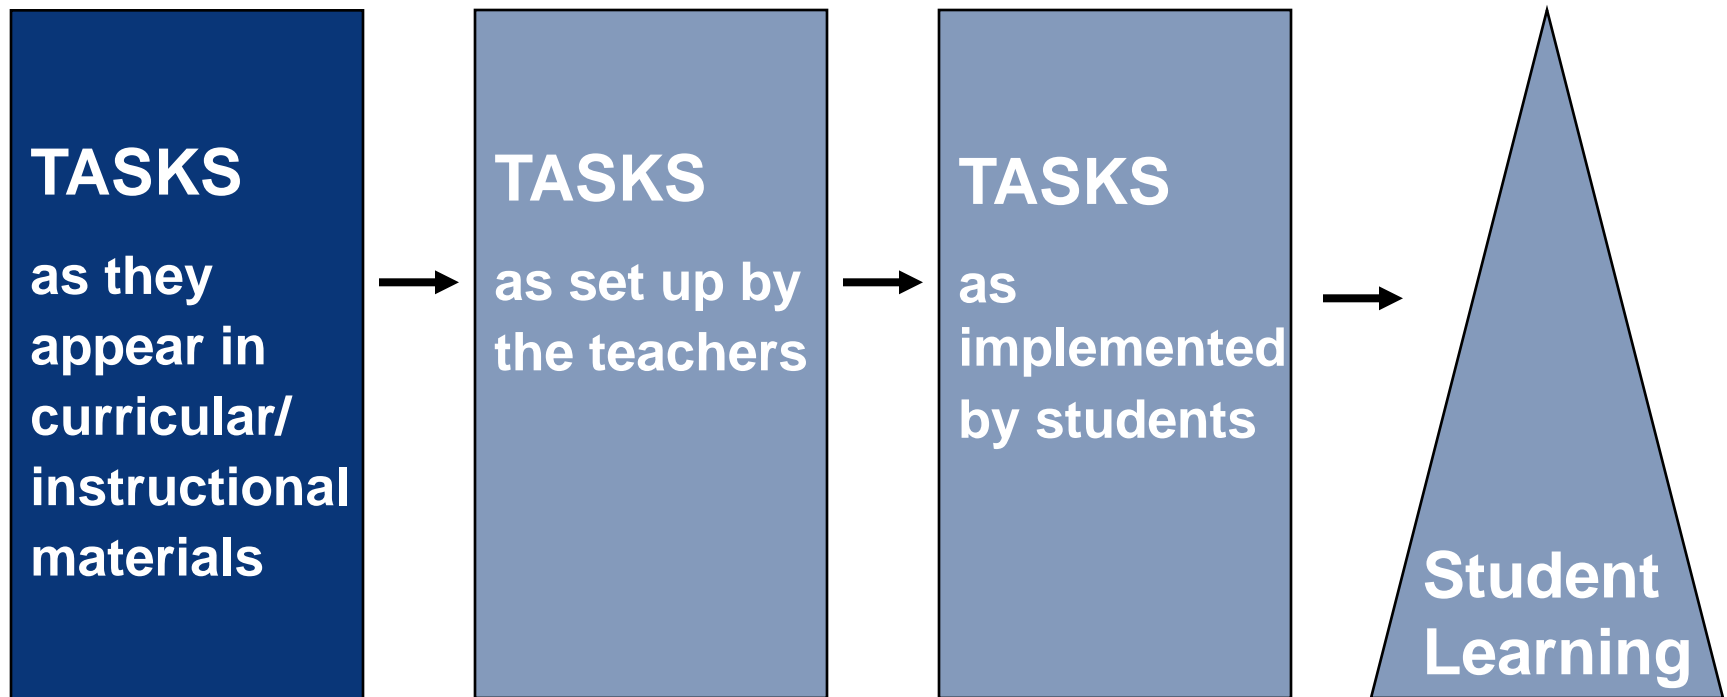 TASKS
as they
appear in
curricular/
instructional
materials
TASKS
as set up by
the teachers
TASKS
as
implemented
by students
Student
Learning